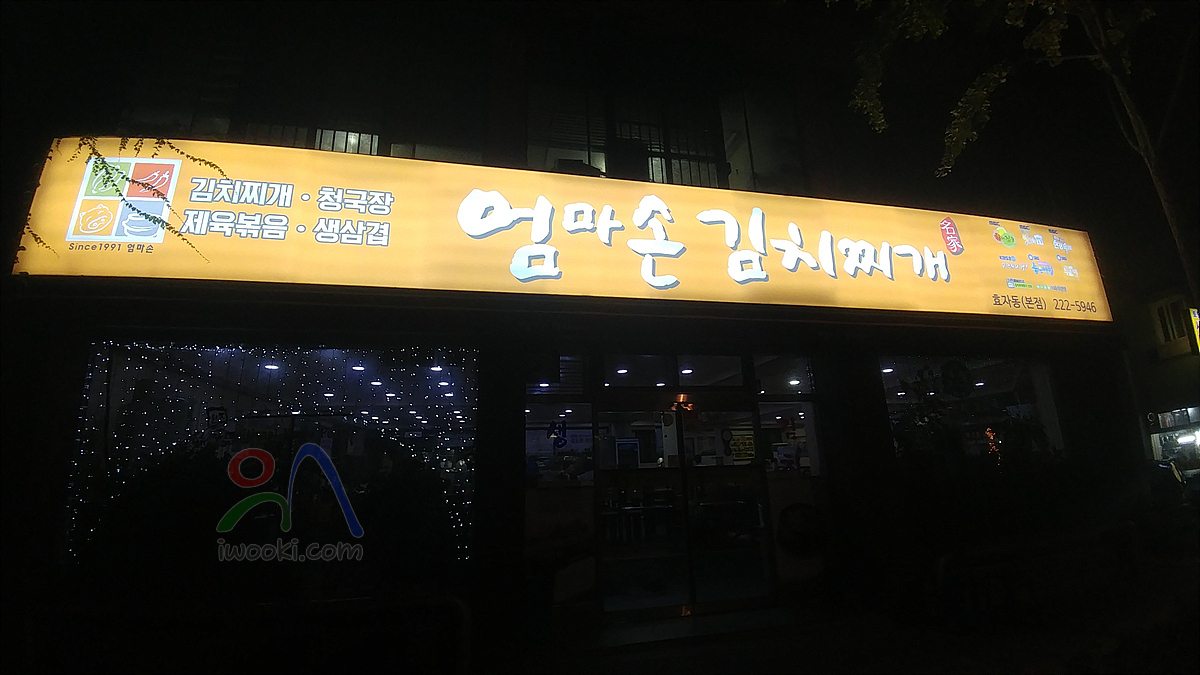 김치찌개 · 청국장
제육볶음 · 생삼겹
Since1991 엄마손
엄마손 김치찌개
名家
효자동(본점) 222-5946
생
iwooki.com